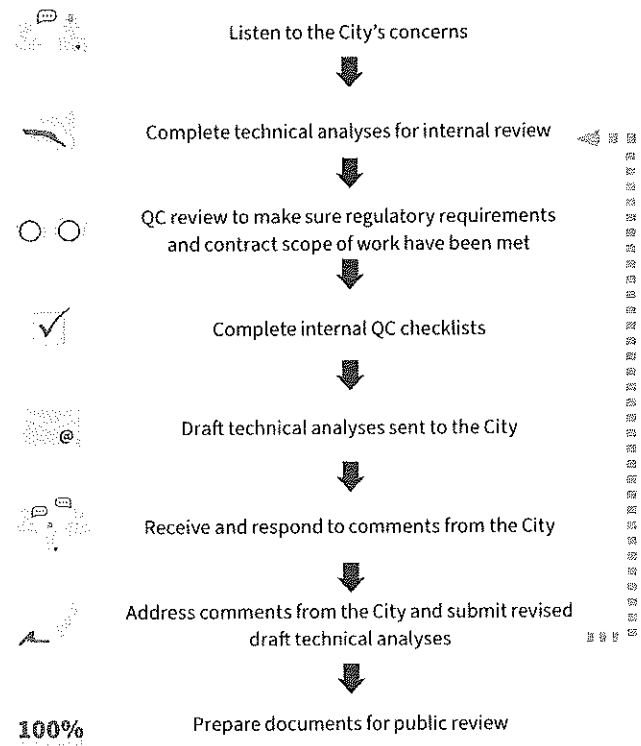 Listen to the City's concerns
Complete technical analyses for internal review
QC review to make sure regulatory requirements
and contract scope of work have been met
Complete internal QC checklists
@
Draft technical analyses sent to the City
Receive and respond to comments from the City
Address comments from the City and submit revised
draft technical analyses
100%
Prepare documents for public review